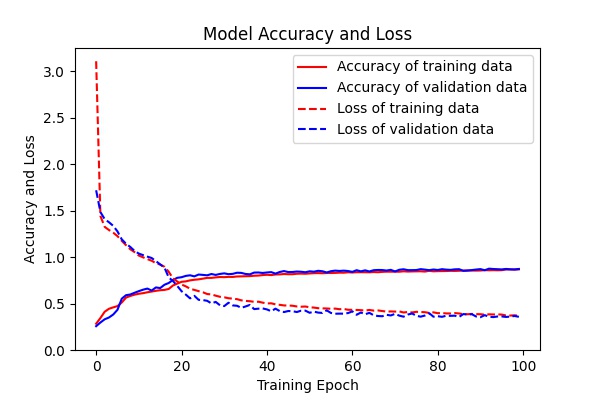 Model Accuracy and Loss
Accuracy of training data
Accuracy of validation data
Loss of training data
Loss of validation data
Accuracy and Loss
3.0
2.5
2.0
1.5
1.0
0.5
0.0
0 20 40 60 80 100
Training Epoch